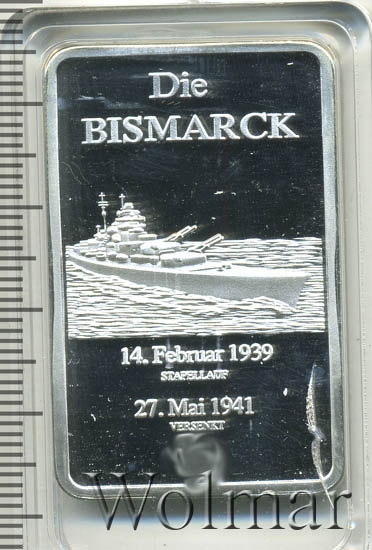 Die
BISMARCK
14. Februar 1939
STAPELLAUF
27. Mai 1941
VERSENKT
Wolmar